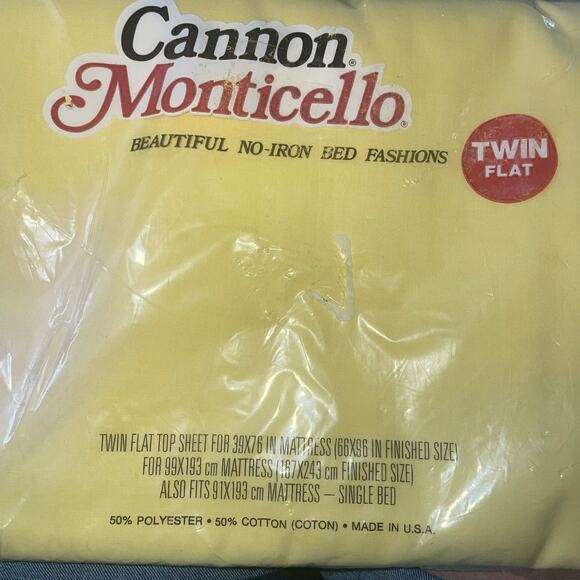 Cannon®
Monticello®
BEAUTIFUL NO-IRON BED FASHIONS
TWIN
FLAT
TWIN FLAT TOP SHEET FOR 39X76 IN MATTRESS (66X96 IN FINISHED SIZE)
FOR 99X193 cm MATTRESS (167X243 cm FINISHED SIZE)
ALSO FITS 91X193 cm MATTRESS — SINGLE BED
50% POLYESTER • 50% COTTON (COTON) • MADE IN U.S.A.